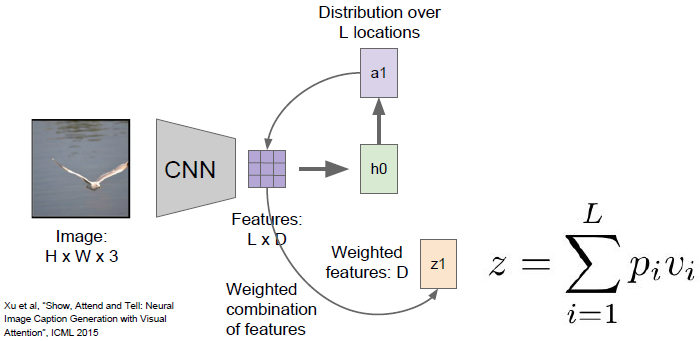 Distribution over
L locations
a1
CNN
h0
Features:
L x D
Image:
H x W x 3
Weighted
features: D
z1
z = \sum_{i=1}^{L} p_i v_i
Weighted
combination
of features
Xu et al, "Show, Attend and Tell: Neural
Image Caption Generation with Visual
Attention", ICML 2015